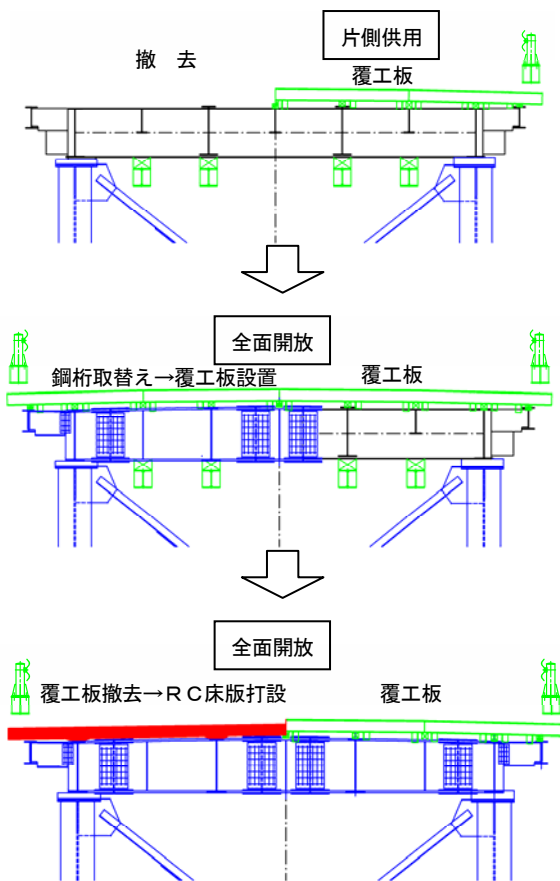 片側供用
撤　去
覆工板
全面開放
鋼桁取替え→覆工板設置
覆工板
全面開放
覆工板撤去→ＲＣ床版打設
覆工板